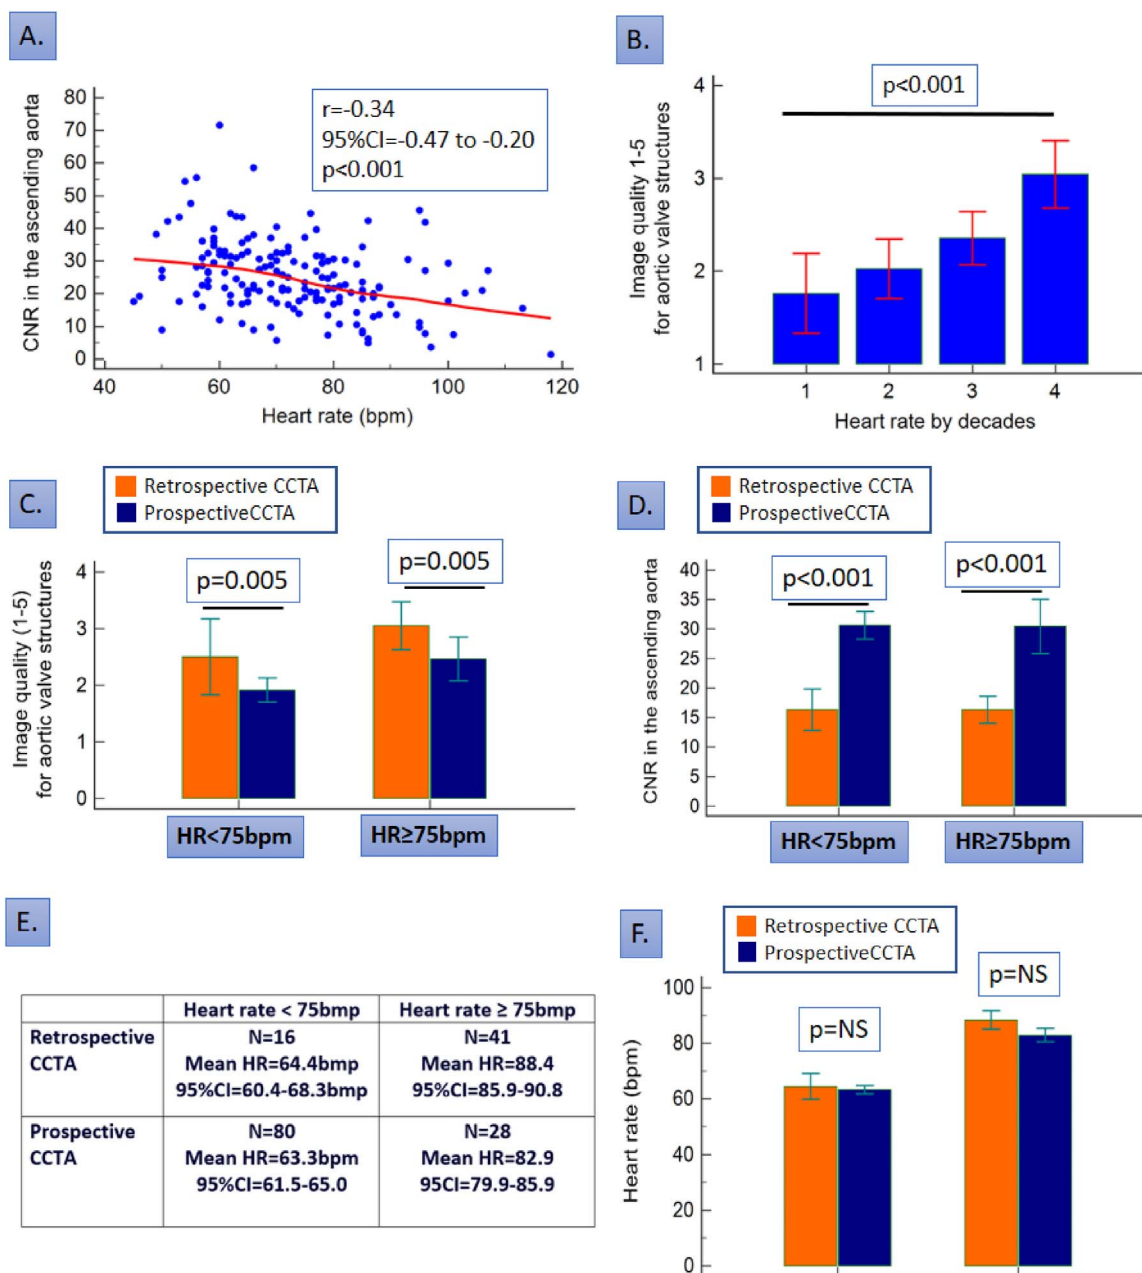 A.
CNR in the ascending aorta
80
70
60
50
40
30
20
10
0
r=-0.34
95%CI=-0.47 to -0.20
p<0.001
40 60 80 100 120
Heart rate (bpm)
B.
Image quality 1-5
for aortic valve structures
4
3
2
1
p<0.001
1 2 3 4
Heart rate by decades
C.
Retrospective CCTA
ProspectiveCCTA
Image quality (1-5)
for aortic valve structures
4
3
2
1
0
p=0.005
p=0.005
HR<75bpm
HR≥75bpm
D.
Retrospective CCTA
ProspectiveCCTA
CNR in the ascending aorta
40
35
30
25
20
15
10
5
0
p<0.001
p<0.001
HR<75bpm
HR≥75bpm
E.
Heart rate < 75bmp Heart rate ≥ 75bmp
Retrospective N=16 N=41
CCTA Mean HR=64.4bmp Mean HR=88.4
95%CI=60.4-68.3bmp 95%CI=85.9-90.8
Prospective N=80 N=28
CCTA Mean HR=63.3bpm Mean HR=82.9
95%CI=61.5-65.0 95CI=79.9-85.9
F.
Retrospective CCTA
ProspectiveCCTA
Heart rate (bpm)
100
80
60
40
20
0
p=NS
p=NS